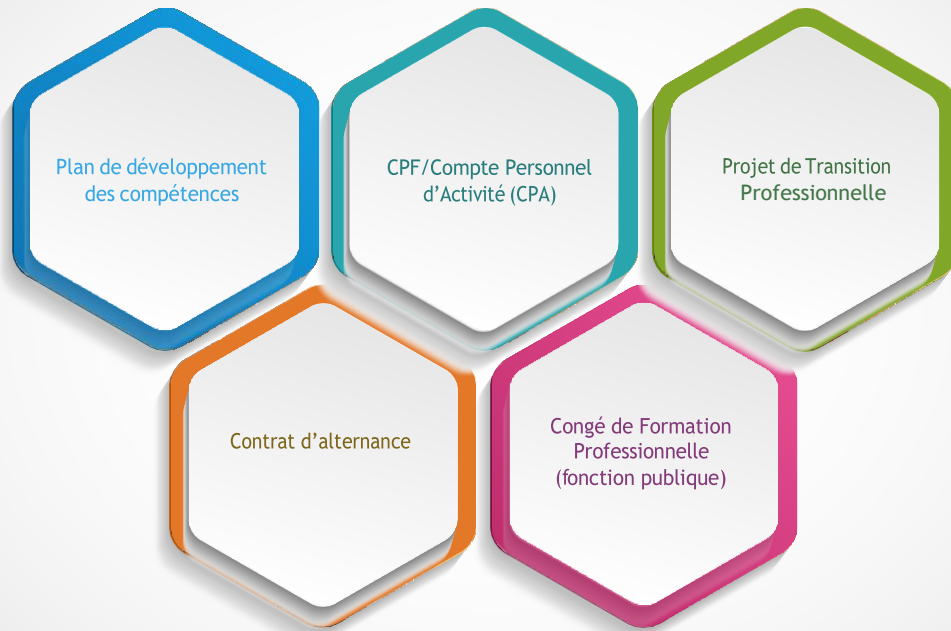 Plan de développement
des compétences
CPF/Compte Personnel
d’Activité (CPA)
Projet de Transition
Professionnelle
Contrat d’alternance
Congé de Formation
Professionnelle
(fonction publique)